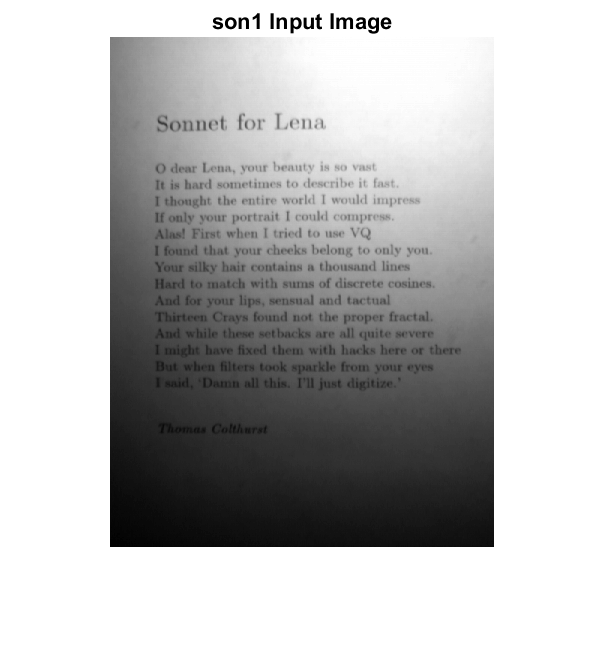 son1 Input Image
Sonnet for Lena
O dear Lena, your beauty is so vast
It is hard sometimes to describe it fast.
I thought the entire world I would impress
If only your portrait I could compress.
Alas! First when I tried to use VQ
I found that your cheeks belong to only you.
Your silky hair contains a thousand lines
Hard to match with sums of discrete cosines.
And for your lips, sensual and tactual
Thirteen Crays found not the proper fractal.
And while these setbacks are all quite severe
I might have fixed them with hacks here or there
But when filters took sparkle from your eyes
I said, 'Damn all this. I'll just digitize.'
Thomas Colthurst